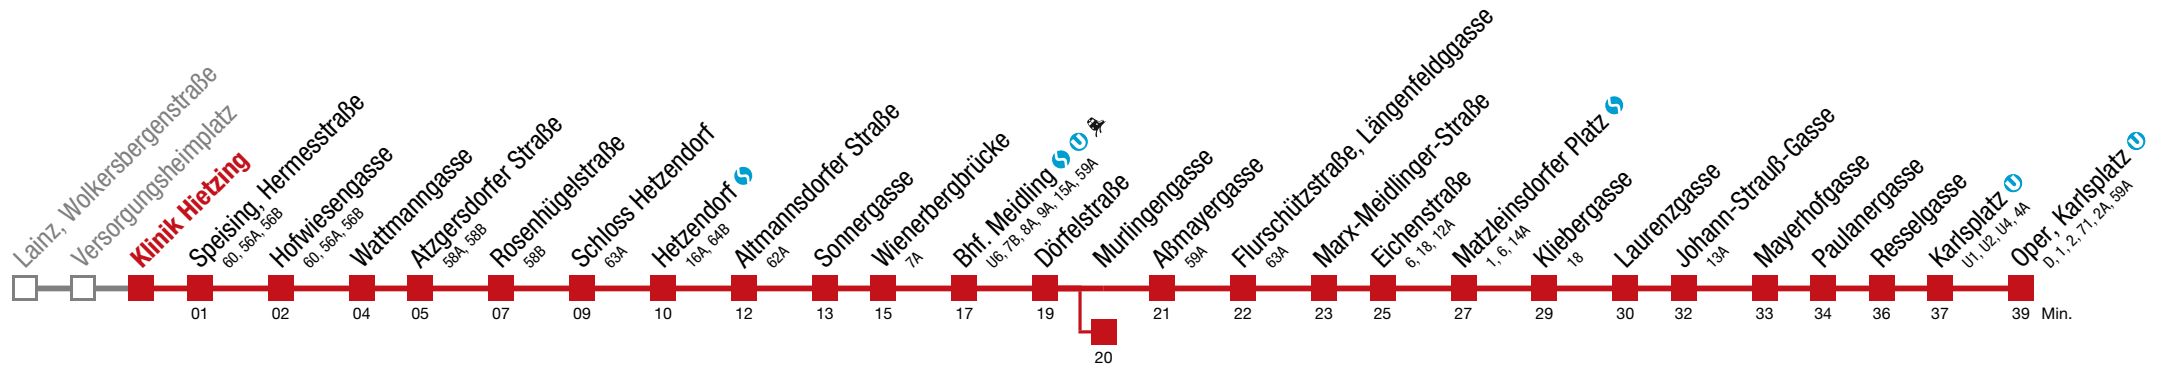 Lainz, Wolkersbergenstraße
Versorgungsheimplatz
Klinik Hietzing
Speising, Hermesstraße
60, 56A, 56B
Hofwiesengasse
60, 56A, 56B
Wattmanngasse
Atzgersdorfer Straße
58A, 58B
Rosenhügelstraße
58B
Schloss Hetzendorf
63A
Hetzendorf
16A, 64B
Altmannsdorfer Straße
62A
Sonnergasse
Wienerbergbrücke
7A
Bhf. Meidling
U6, 7B, 8A, 9A, 15A, 59A
Dörfelstraße
Murlingengasse
Aßmayergasse
59A
Flurschützstraße, Längenfeldggasse
63A
Marx-Meidlinger-Straße
Eichenstraße
6, 18, 12A
Matzleinsdorfer Platz
1, 6, 14A
Kliebergasse
18
Laurenzgasse
Johann-Strauß-Gasse
13A
Mayerhofgasse
Paulanergasse
Resselgasse
Karlsplatz
U1, U2, U4, 4A
Oper, Karlsplatz
D, 1, 2, 71, 2A, 59A
01 02 04 05 07 09 10 12 13 15 17 19 21 22 23 25 27 29 30 32 33 34 36 37 39 Min.
20